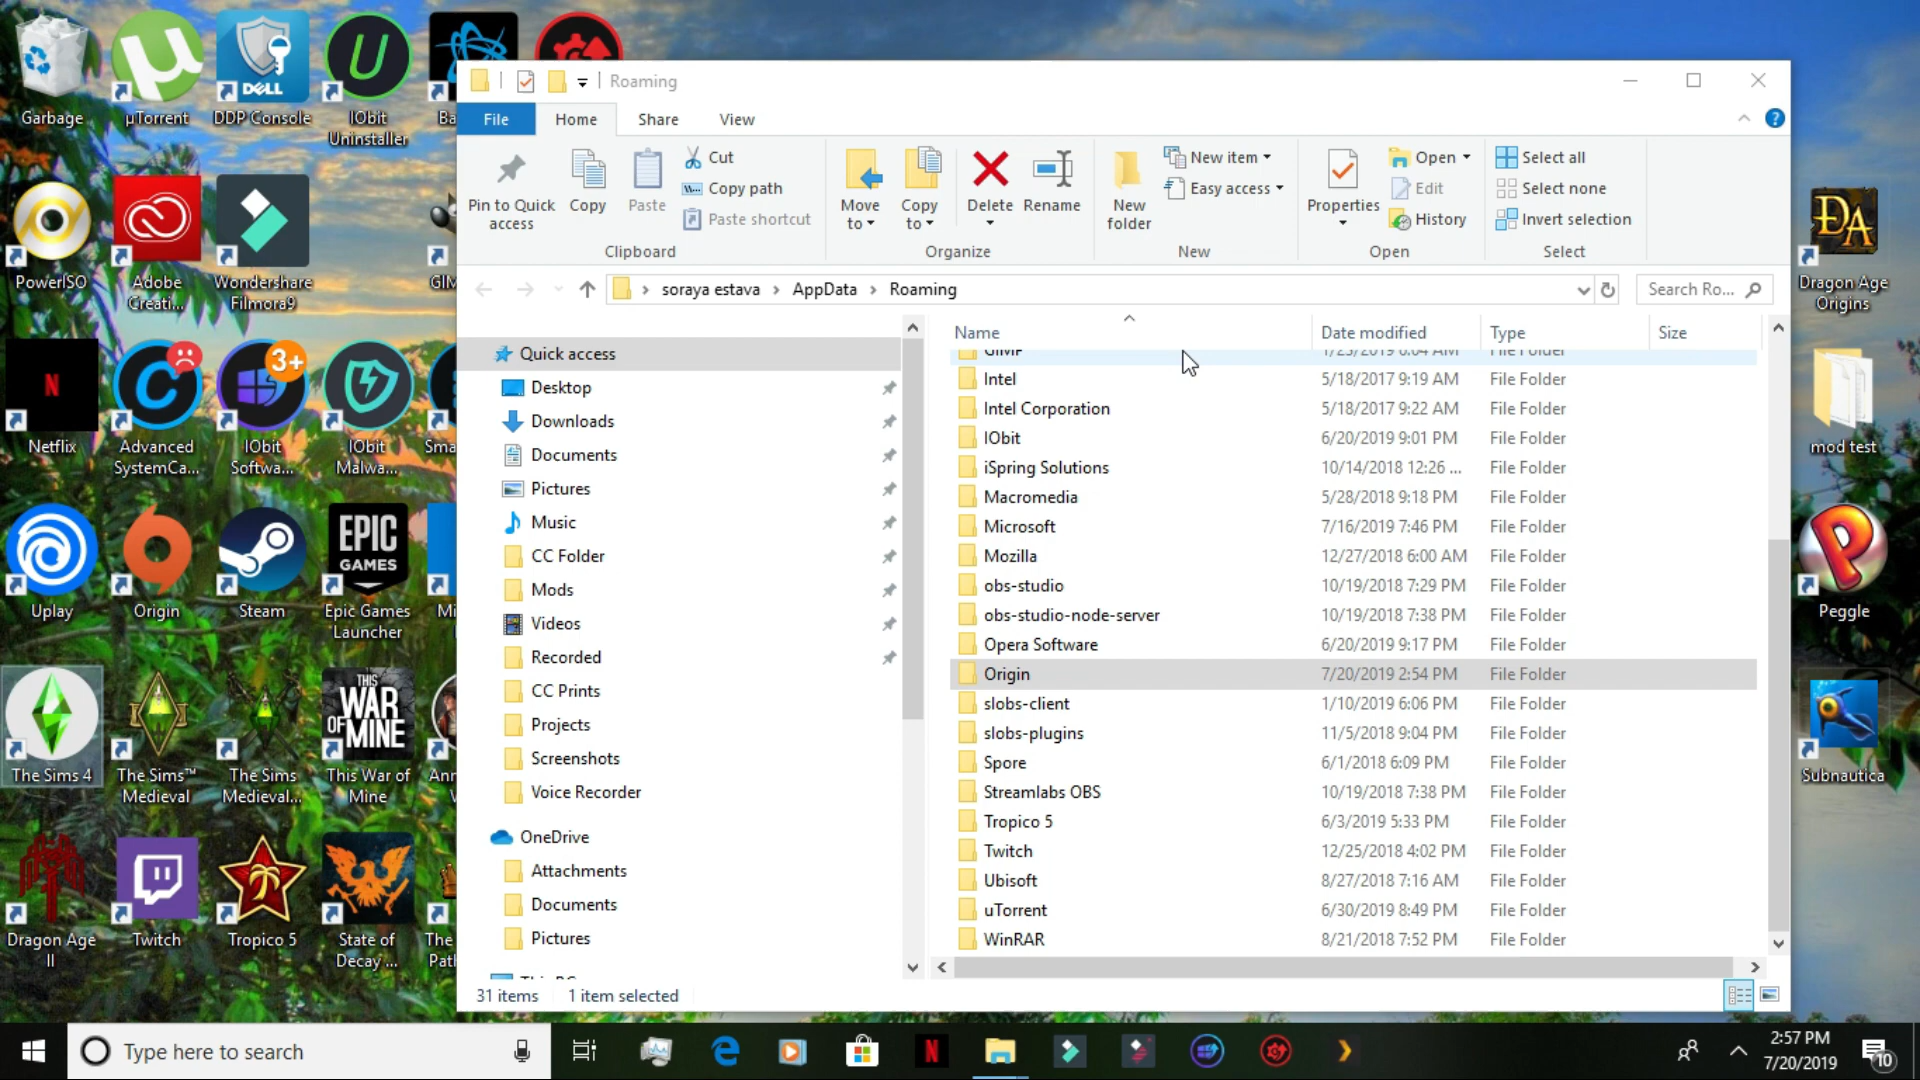 Garbage
µTorrent
DDP Console
DELL
IObit
Uninstaller
PowerISO
Adobe
Creati...
Wondershare
Filmora9
Netflix
N
Advanced
SystemCa...
3+
IObit
Softwa...
IObit
Malwa...
Uplay
Origin
Steam
EPIC
GAMES
Epic Games
Launcher
The Sims 4
The Sims™
Medieval
The Sims
Medieval...
THIS
WAR
OF MINE
This War of
Mine
Dragon Age
II
Twitch
Tropico 5
State of
Decay ...
Roaming
File
Home
Share
View
Pin to Quick
access
Copy
Paste
Cut
Copy path
Paste shortcut
Clipboard
Move
to
Copy
to
Delete
Rename
Organize
New
folder
New item
Easy access
New
Properties
Open
Edit
History
Open
Select all
Select none
Invert selection
Select
soraya estava > AppData > Roaming
Search Ro...
Quick access
Desktop
Downloads
Documents
Pictures
Music
CC Folder
Mods
Videos
Recorded
CC Prints
Projects
Screenshots
Voice Recorder
OneDrive
Attachments
Documents
Pictures
Name Date modified Type Size
GIMP 1/23/2019 6:04 AM File Folder
Intel 5/18/2017 9:19 AM File Folder
Intel Corporation 5/18/2017 9:22 AM File Folder
IObit 6/20/2019 9:01 PM File Folder
iSpring Solutions 10/14/2018 12:26 ... File Folder
Macromedia 5/28/2018 9:18 PM File Folder
Microsoft 7/16/2019 7:46 PM File Folder
Mozilla 12/27/2018 6:00 AM File Folder
obs-studio 10/19/2018 7:29 PM File Folder
obs-studio-node-server 10/19/2018 7:38 PM File Folder
Opera Software 6/20/2019 9:17 PM File Folder
Origin 7/20/2019 2:54 PM File Folder
slobs-client 1/10/2019 6:06 PM File Folder
slobs-plugins 11/5/2018 9:04 PM File Folder
Spore 6/1/2018 6:09 PM File Folder
Streamlabs OBS 10/19/2018 7:38 PM File Folder
Tropico 5 6/3/2019 5:33 PM File Folder
Twitch 12/25/2018 4:02 PM File Folder
Ubisoft 8/27/2018 7:16 AM File Folder
uTorrent 6/30/2019 8:49 PM File Folder
WinRAR 8/21/2018 7:52 PM File Folder
31 items 1 item selected
DA
Dragon Age
Origins
mod test
Peggle
Subnautica
Type here to search
N
2:57 PM
7/20/2019
10